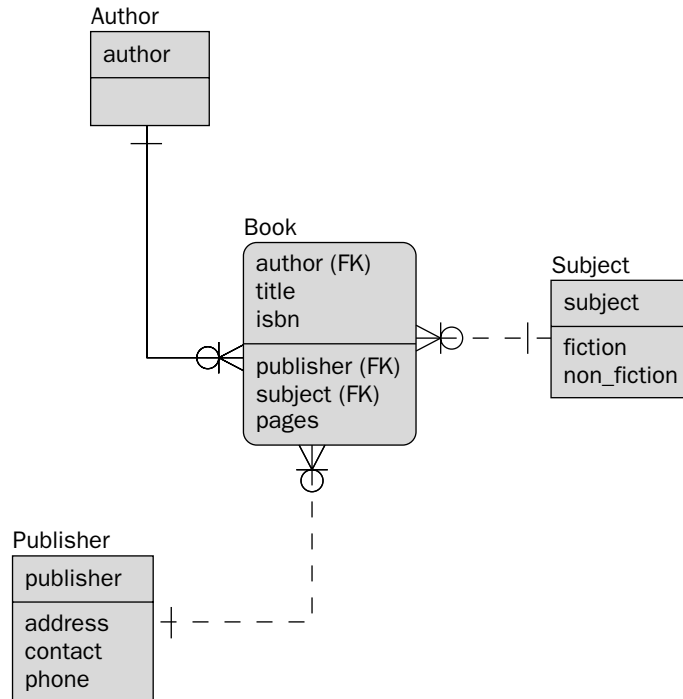 Author
author
Book
author (FK)
title
isbn
publisher (FK)
subject (FK)
pages
Subject
subject
fiction
non_fiction
Publisher
publisher
address
contact
phone